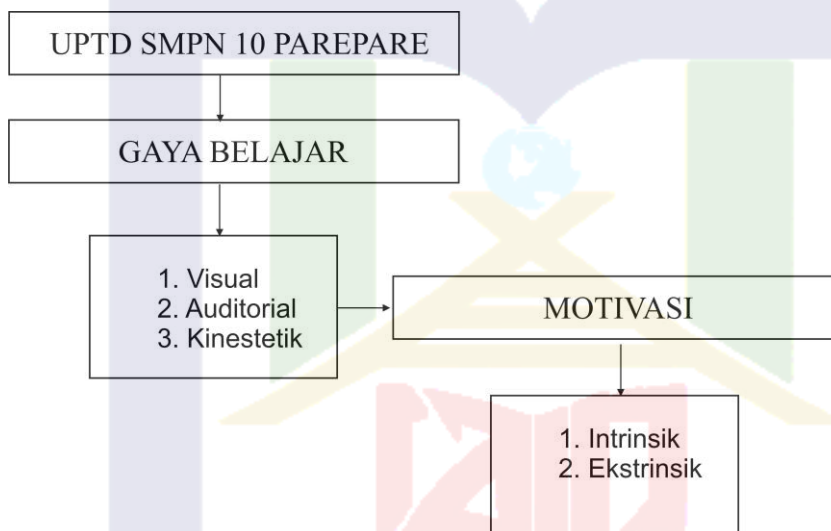 UPTD SMPN 10 PAREPARE
GAYA BELAJAR
1. Visual
2. Auditorial
3. Kinestetik
MOTIVASI
1. Intrinsik
2. Ekstrinsik